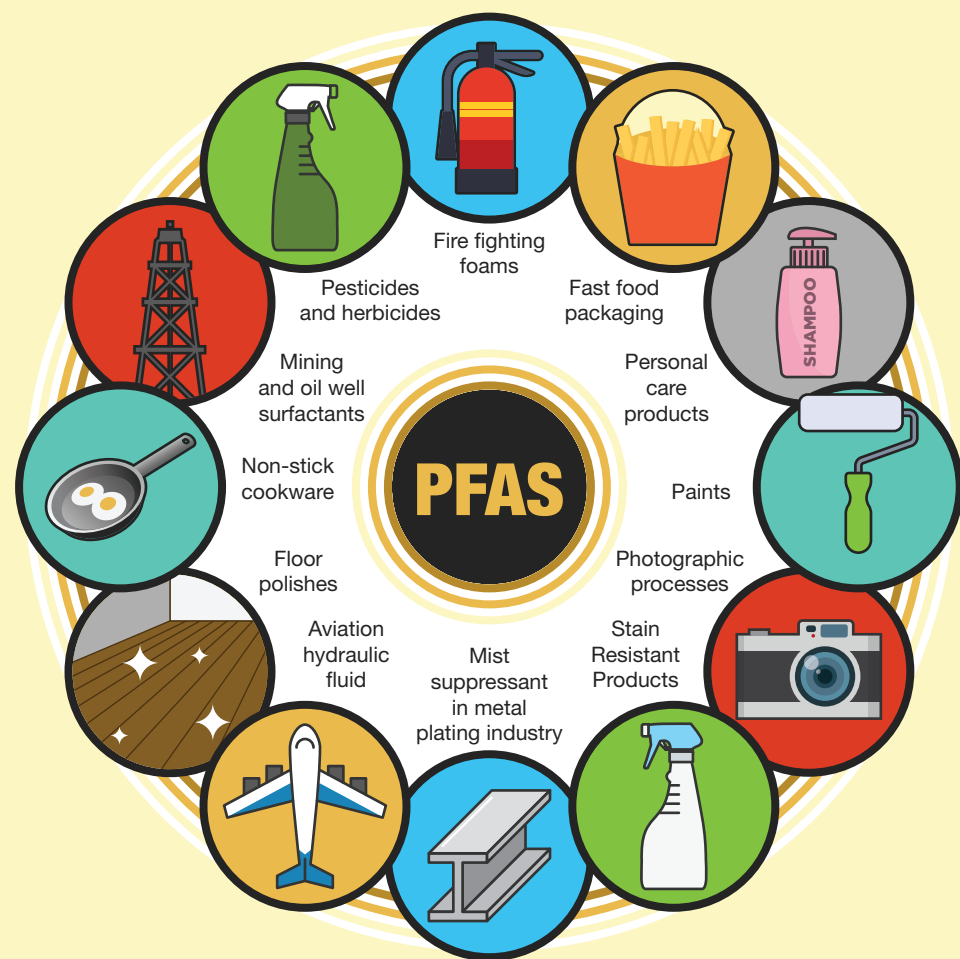 Fire fighting
foams
Fast food
packaging
Personal
care
products
SHAMPOO
Paints
Photographic
processes
Stain
Resistant
Products
Mist
suppressant
in metal
plating industry
Aviation
hydraulic
fluid
Floor
polishes
Non-stick
cookware
Mining
and oil well
surfactants
Pesticides
and herbicides
PFAS